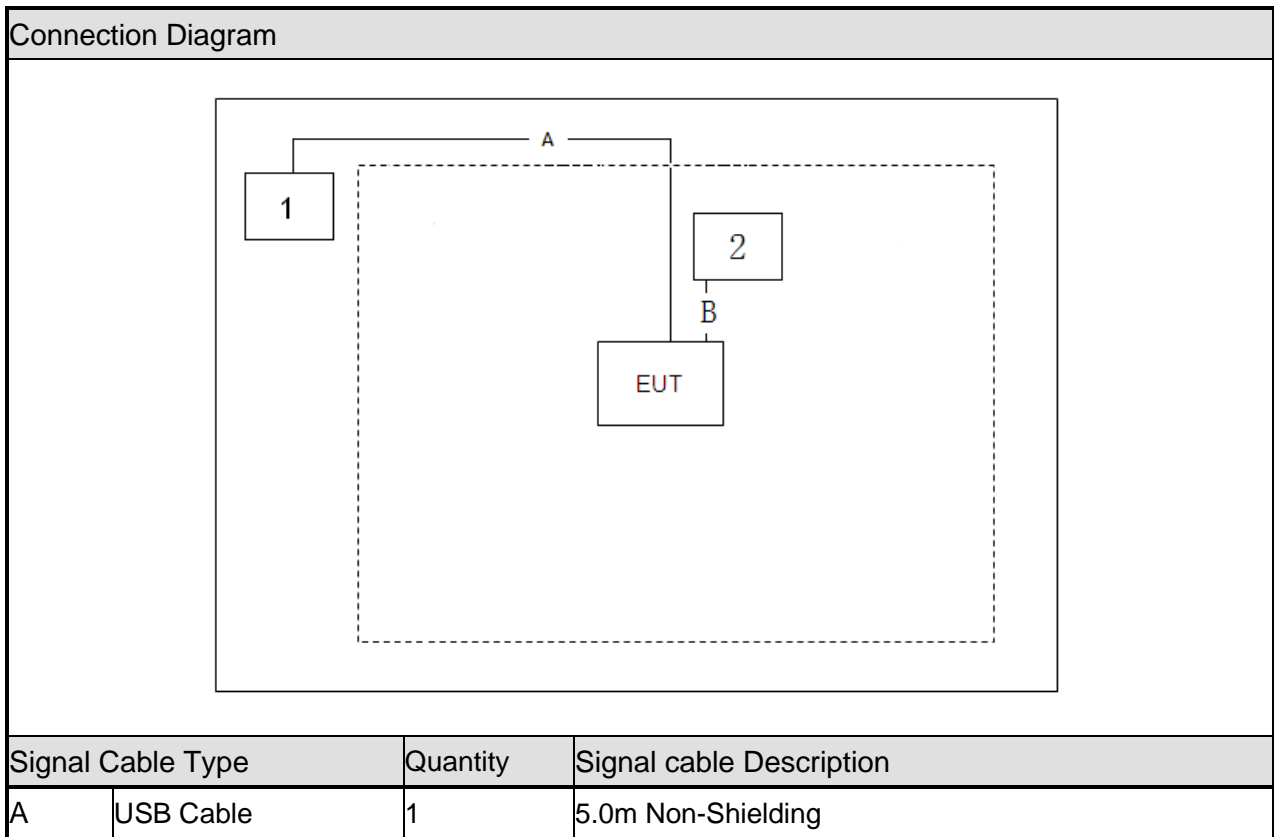 Connection Diagram
A
1
2
B
EUT
Signal Cable Type Quantity Signal cable Description
A USB Cable 1 5.0m Non-Shielding